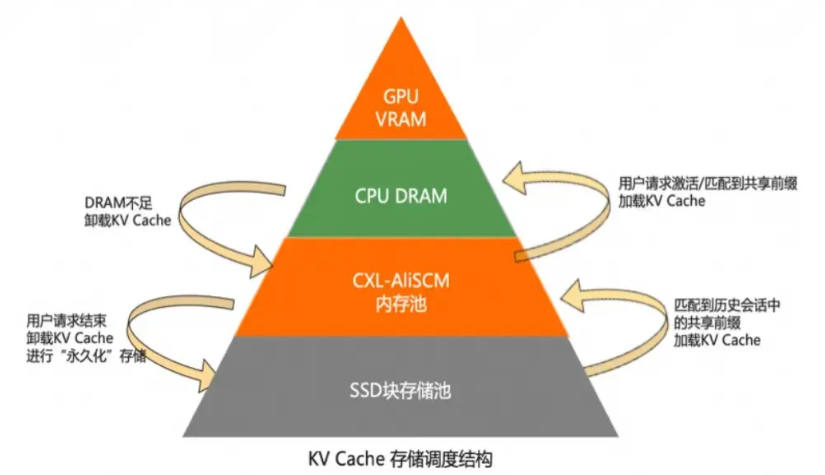 GPU
VRAM
CPU DRAM
DRAM不足
卸载KV Cache
用户请求激活/匹配到共享前缀
加载KV Cache
CXL-AliSCM
内存池
用户请求结束
卸载KV Cache
进行“永久化”存储
匹配到历史会话中
的共享前缀
加载KV Cache
SSD块存储池
KV Cache 存储调度结构